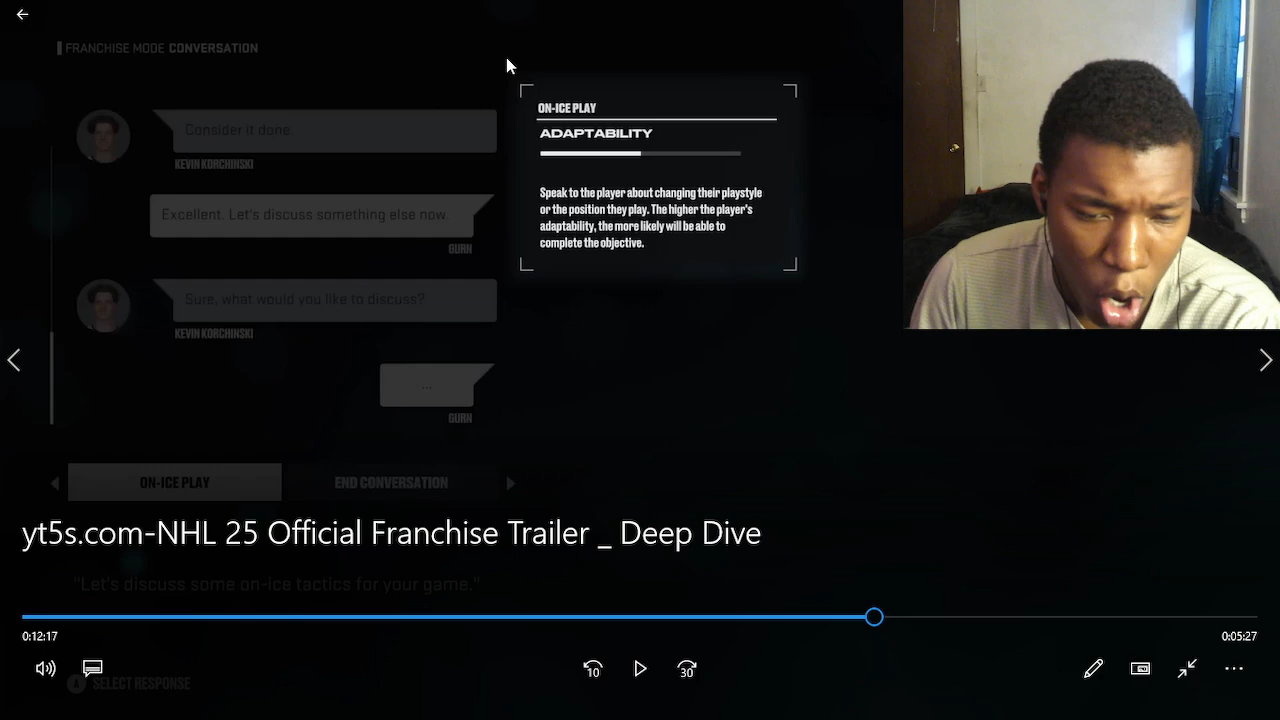 FRANCHISE MODE CONVERSATION
ON-ICE PLAY
ADAPTABILITY
Speak to the player about changing their playstyle
or the position they play. The higher the player's
adaptability, the more likely will be able to
complete the objective.
Consider it done.
KEVIN KORCHINSKI
Excellent. Let's discuss something else now.
GURN
Sure, what would you like to discuss?
KEVIN KORCHINSKI
...
GURN
ON-ICE PLAY
END CONVERSATION
yt5s.com-NHL 25 Official Franchise Trailer _ Deep Dive
"Let's discuss some on-ice tactics for your game."
0:12:17
0:05:27
10
30
SELECT RESPONSE